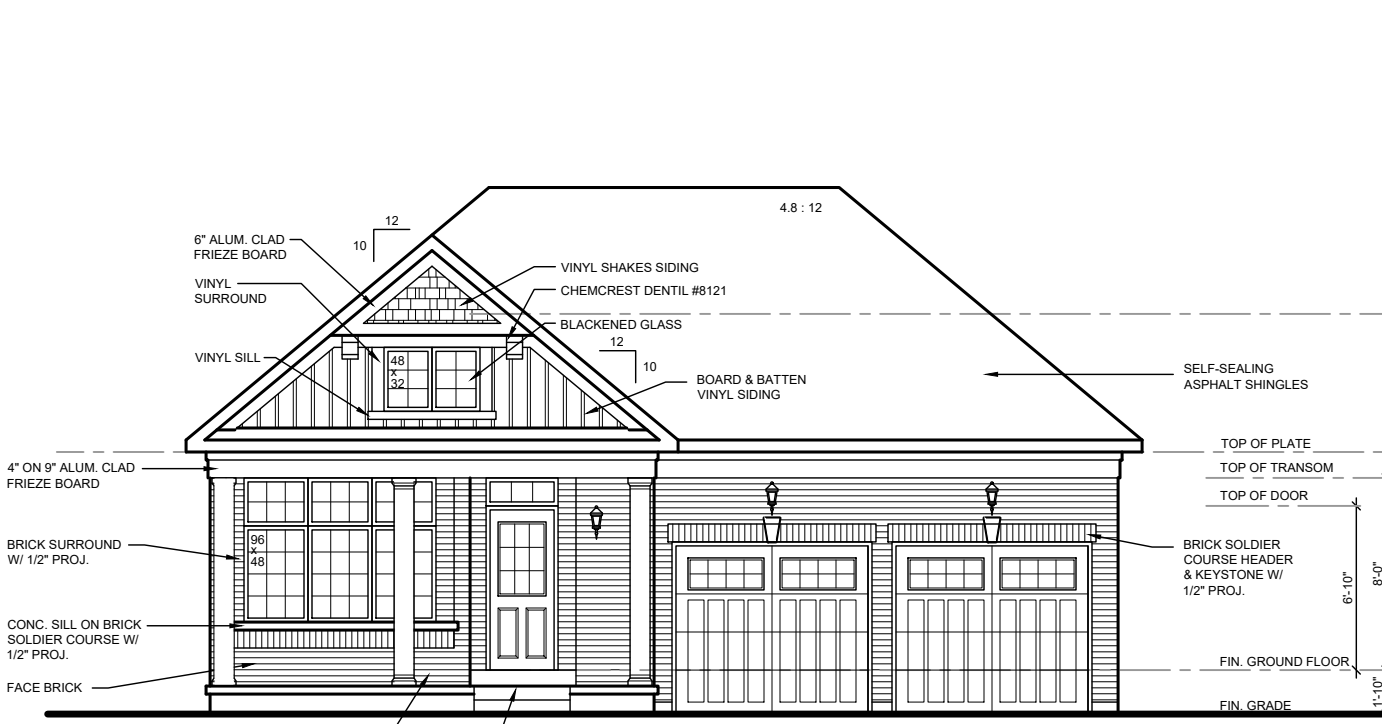 4.8 : 12
12
10
6" ALUM. CLAD
FRIEZE BOARD
VINYL
SURROUND
VINYL SILL
VINYL SHAKES SIDING
CHEMCREST DENTIL #8121
BLACKENED GLASS
12
10
48
x
32
BOARD & BATTEN
VINYL SIDING
SELF-SEALING
ASPHALT SHINGLES
4" ON 9" ALUM. CLAD
FRIEZE BOARD
BRICK SURROUND
W/ 1/2" PROJ.
96
x
48
CONC. SILL ON BRICK
SOLDIER COURSE W/
1/2" PROJ.
FACE BRICK
TOP OF PLATE
TOP OF TRANSOM
TOP OF DOOR
BRICK SOLDIER
COURSE HEADER
& KEYSTONE W/
1/2" PROJ.
6'-10"
8'-0"
FIN. GROUND FLOOR
1'-10"
FIN. GRADE